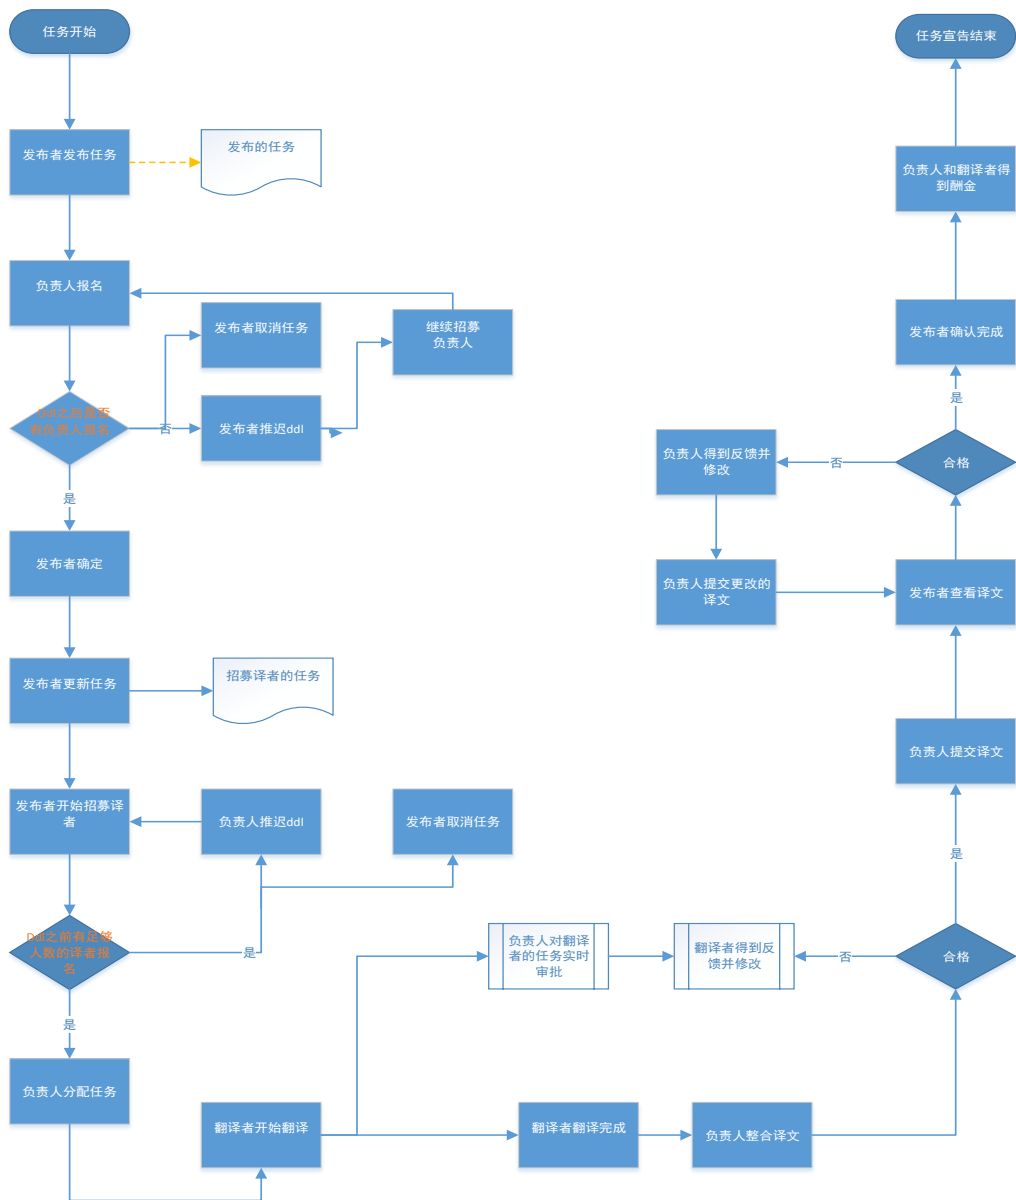 任务开始
发布者发布任务
发布的任务
负责人报名
发布者取消任务
继续招募
负责人
Ddl之后是否
有负责人报名
否
发布者推迟ddl
是
发布者确定
发布者更新任务
招募译者的任务
发布者开始招募译
者
负责人推迟ddl
发布者取消任务
Ddl之前有足够
人数的译者报
名
是
是
负责人分配任务
翻译者开始翻译
负责人对翻译
者的任务实时
审批
翻译者得到反
馈并修改
否
合格
翻译者翻译完成
负责人整合译文
是
负责人提交译文
发布者查看译文
负责人得到反馈并
修改
负责人提交更改的
译文
否
合格
是
发布者确认完成
负责人和翻译者得
到酬金
任务宣告结束